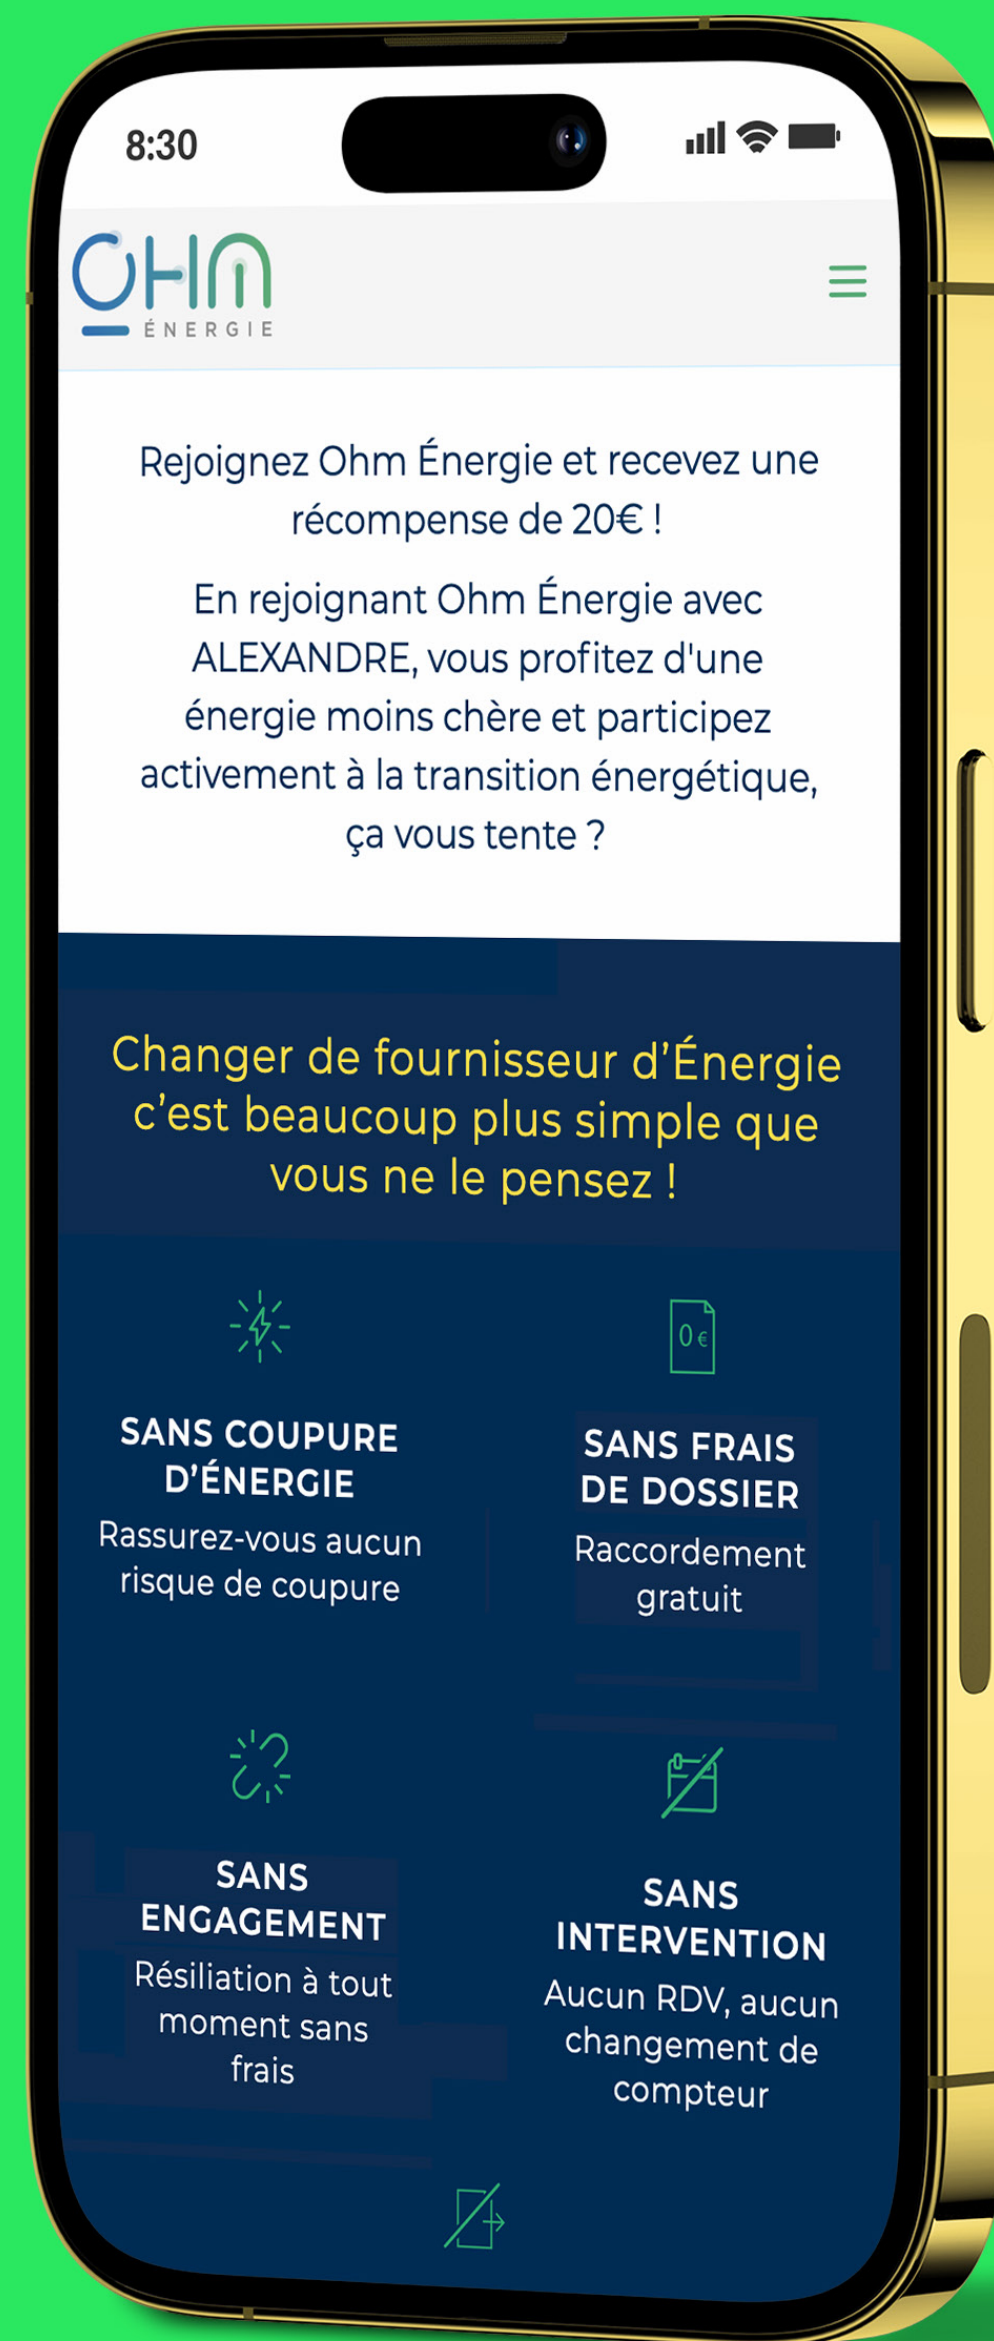 8:30
OHM
ÉNERGIE
Rejoignez Ohm Énergie et recevez une
récompense de 20€ !
En rejoignant Ohm Énergie avec
ALEXANDRE, vous profitez d'une
énergie moins chère et participez
activement à la transition énergétique,
ça vous tente ?
Changer de fournisseur d’Énergie
c’est beaucoup plus simple que
vous ne le pensez !
0 €
SANS COUPURE
D’ÉNERGIE
Rassurez-vous aucun
risque de coupure
SANS FRAIS
DE DOSSIER
Raccordement
gratuit
SANS
ENGAGEMENT
Résiliation à tout
moment sans
frais
SANS
INTERVENTION
Aucun RDV, aucun
changement de
compteur